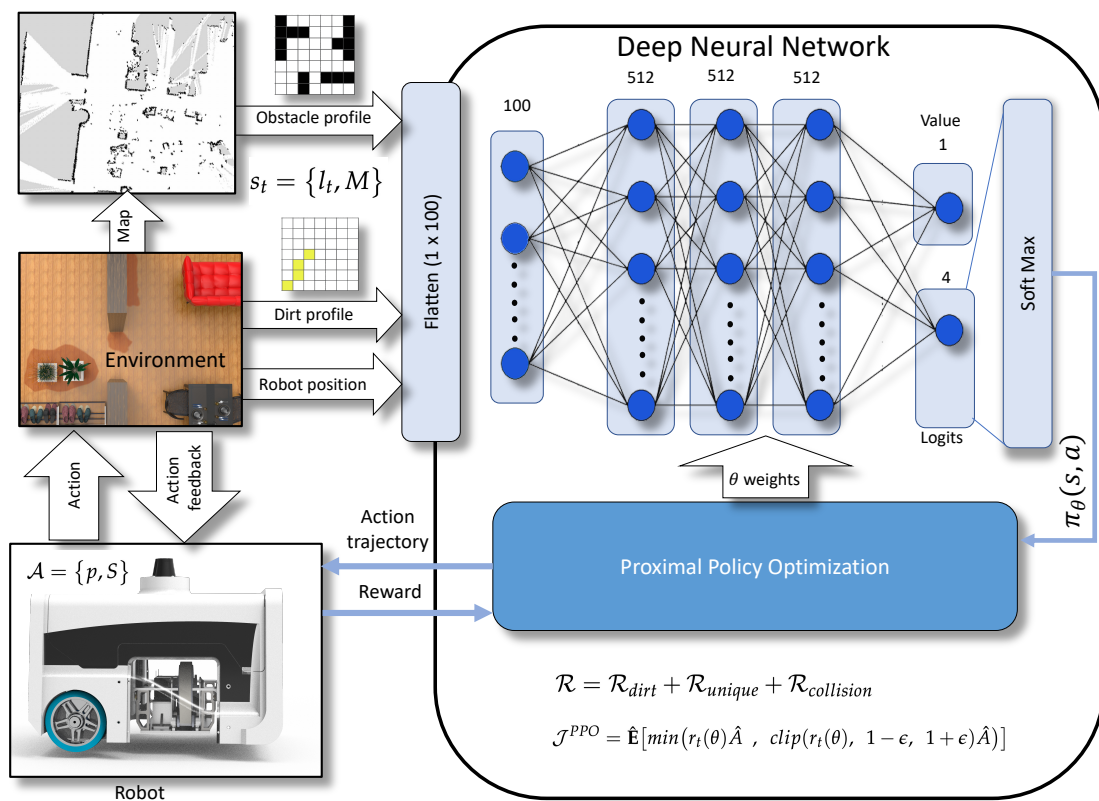 Deep Neural Network
512
512
512
100
Value
1
4
Logits
Soft Max
Flatten (1 x 100)
Obstacle profile
s_t = {l_t, M}
Map
Dirt profile
Environment
Robot position
Action
Action
feedback
θ weights
π_θ(s, a)
Action
trajectory
Reward
Proximal Policy Optimization
𝒜 = {p, S}
ℛ = ℛ_dirt + ℛ_unique + ℛ_collision
𝒥^PPO = Ê[min(r_t(θ)Â , clip(r_t(θ), 1 − ϵ, 1 + ϵ)Â)]
Robot